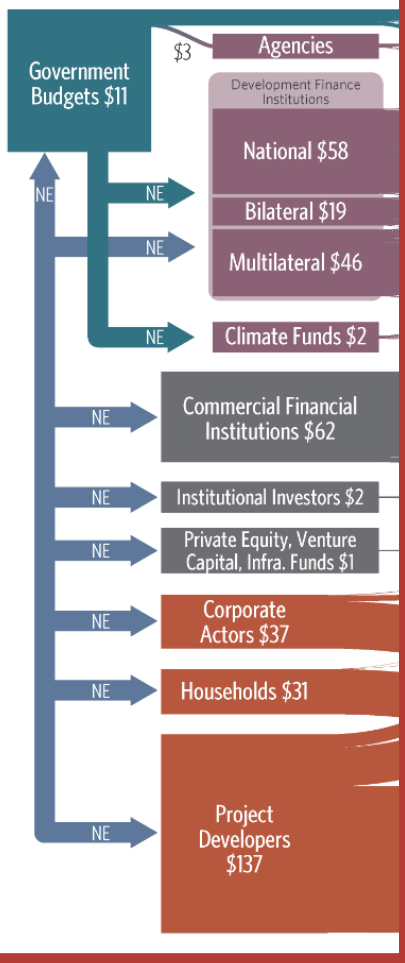 Government
Budgets $11
$3
Agencies
Development Finance
Institutions
National $58
NE
NE
Bilateral $19
NE
Multilateral $46
NE
Climate Funds $2
Commercial Financial
Institutions $62
NE
NE
Institutional Investors $2
NE
Private Equity, Venture
Capital, Infra. Funds $1
NE
Corporate
Actors $37
NE
Households $31
Project
Developers
$137
NE